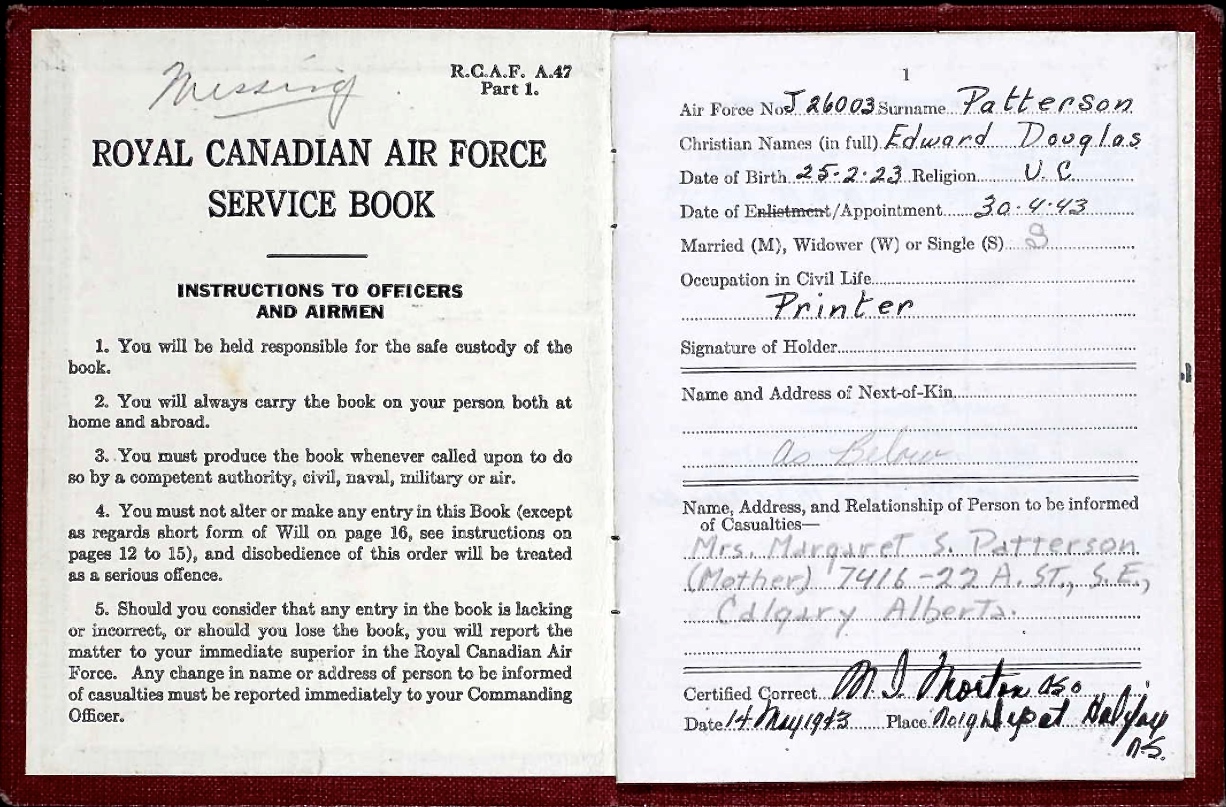 Missing
R.C.A.F. A.47
Part 1.
ROYAL CANADIAN AIR FORCE
SERVICE BOOK
INSTRUCTIONS TO OFFICERS
AND AIRMEN
1. You will be held responsible for the safe custody of the
book.
2. You will always carry the book on your person both at
home and abroad.
3. You must produce the book whenever called upon to do
so by a competent authority, civil, naval, military or air.
4. You must not alter or make any entry in this Book (except
as regards short form of Will on page 16, see instructions on
pages 12 to 15), and disobedience of this order will be treated
as a serious offence.
5. Should you consider that any entry in the book is lacking
or incorrect, or should you lose the book, you will report the
matter to your immediate superior in the Royal Canadian Air
Force. Any change in name or address of person to be informed
of casualties must be reported immediately to your Commanding
Officer.
1
Air Force No. J 26003 Surname Patterson
Christian Names (in full) Edward Douglas
Date of Birth 25·2·23 Religion U.C.
Date of Enlistment/Appointment 30·4·43
Married (M), Widower (W) or Single (S) S
Occupation in Civil Life
Printer
Signature of Holder
Name and Address of Next-of-Kin
as Below
Name, Address, and Relationship of Person to be informed
of Casualties—
Mrs. Margaret S. Patterson
(Mother) 7416-22 A. ST., S.E.,
Calgary Alberta.
Certified Correct M. I. Morton
Date 14 May 1943 Place Halifax
N.S.